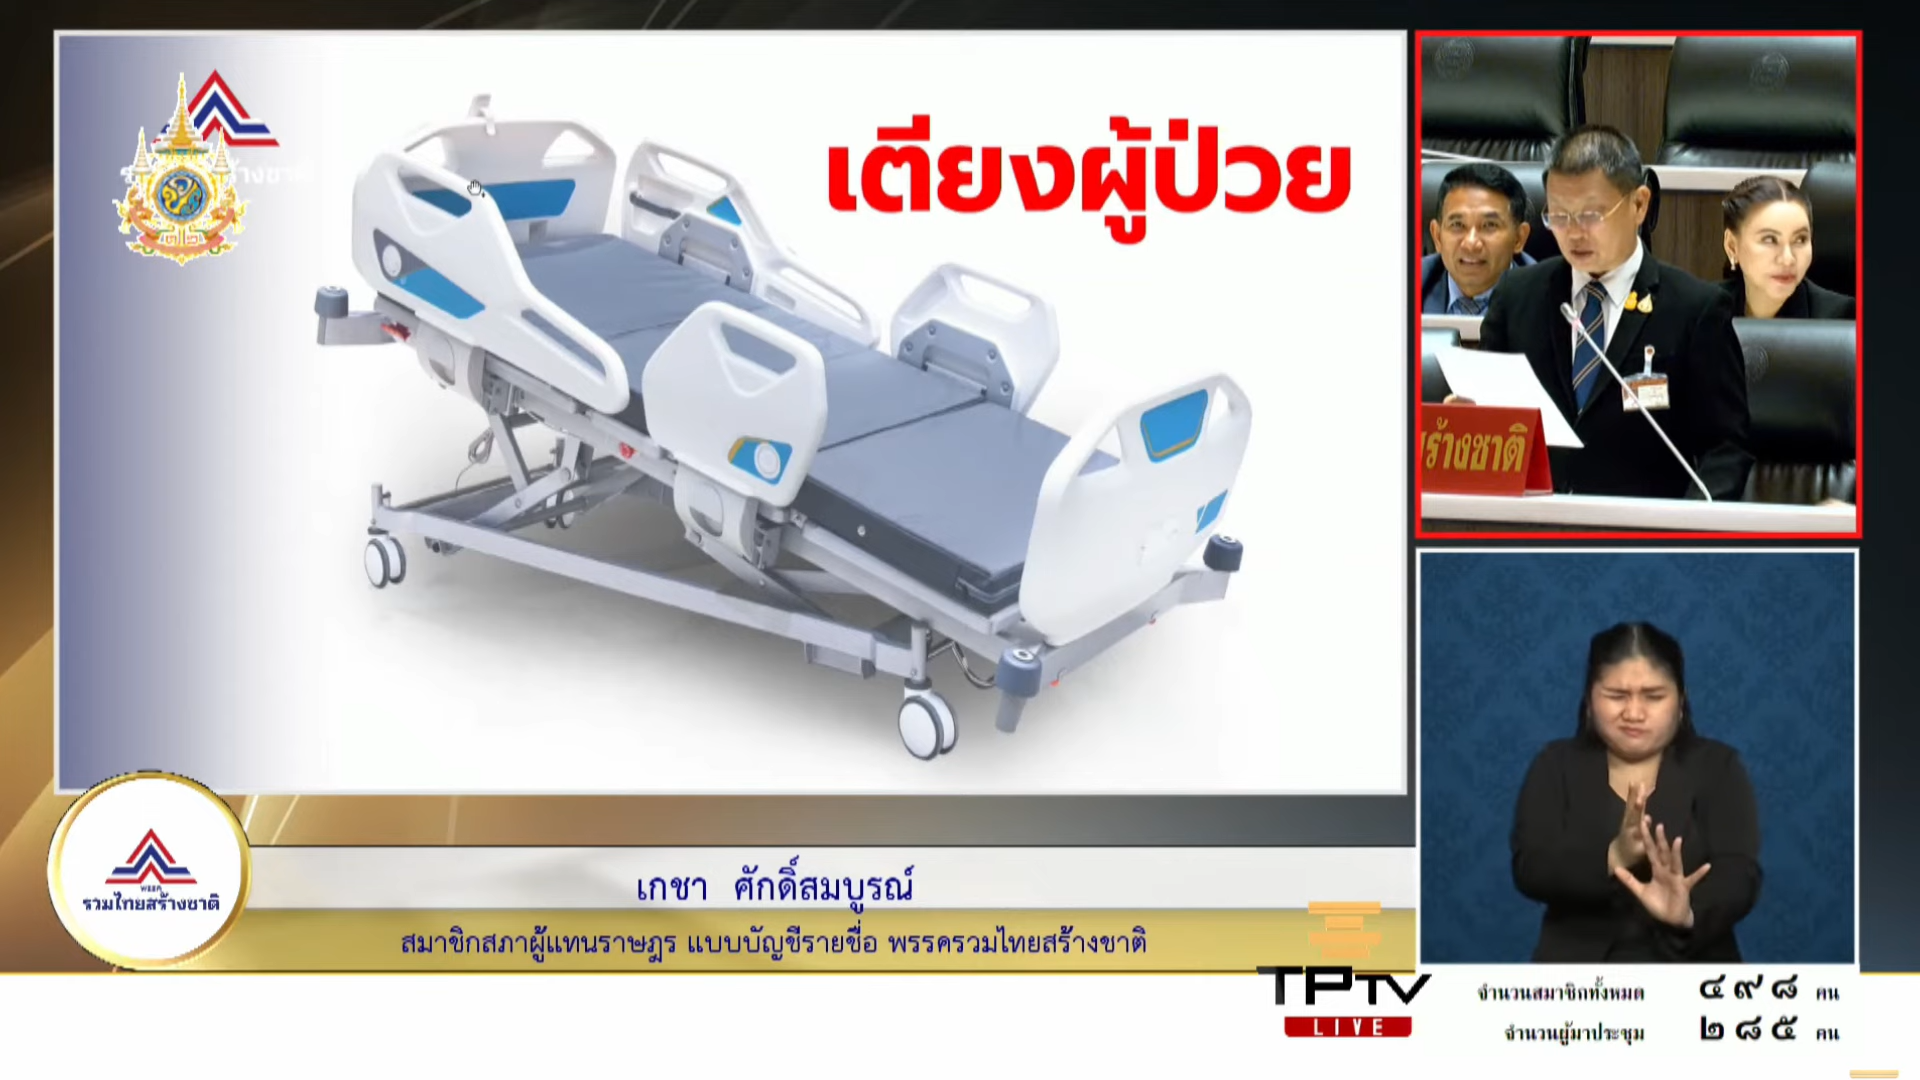 เตียงผู้ป่วย
สร้างชาติ
รวมไทยสร้างชาติ
เกชา ศักดิ์สมบูรณ์
สมาชิกสภาผู้แทนราษฎร แบบบัญชีรายชื่อ พรรครวมไทยสร้างชาติ
TPTV
LIVE
จำนวนสมาชิกทั้งหมด ๔๙๘ คน
จำนวนผู้มาประชุม ๒๘๕ คน